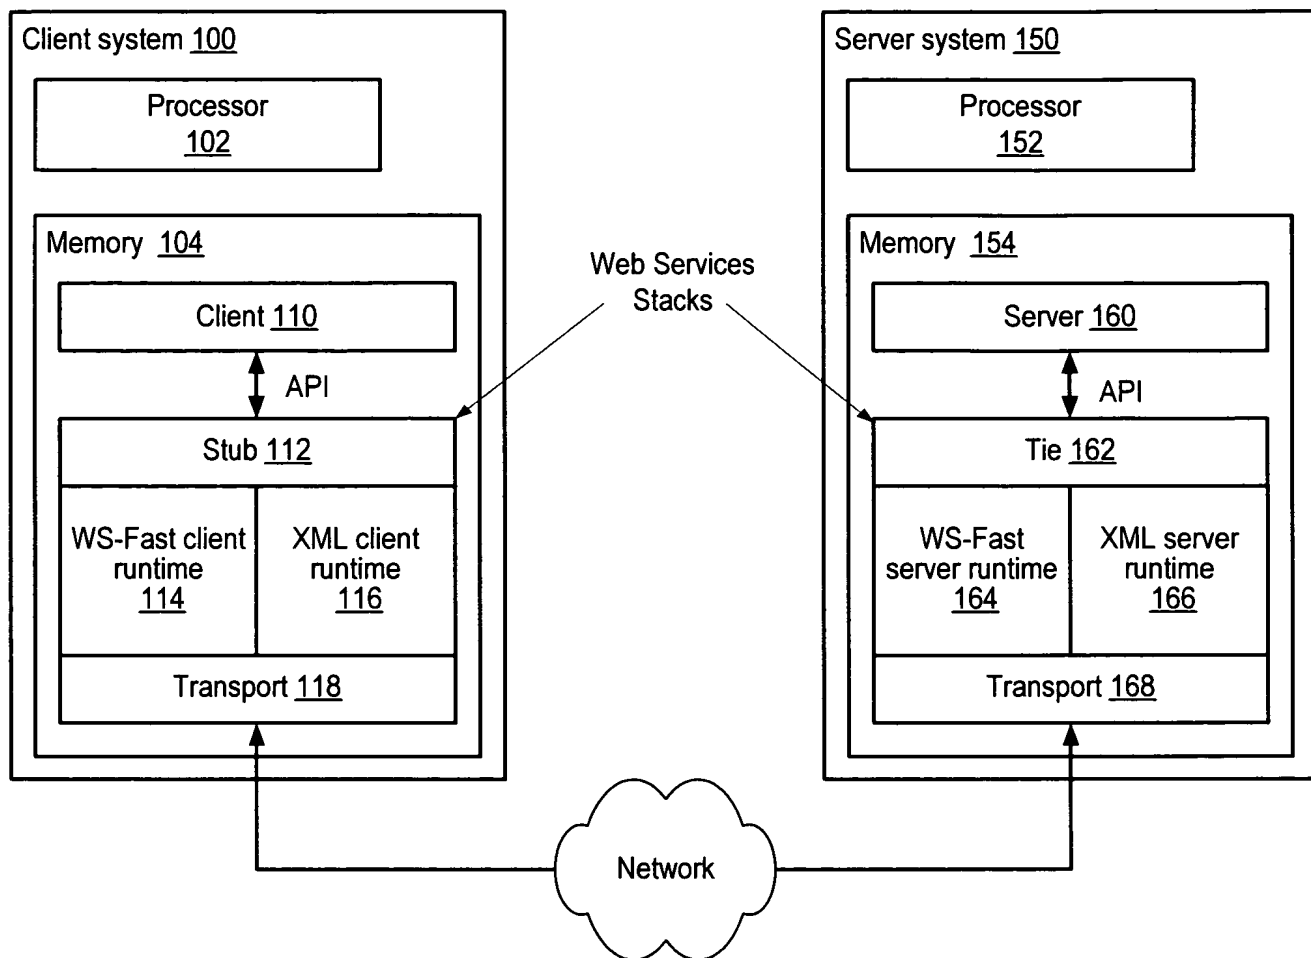 Client system 100
Processor
102
Memory 104
Client 110
API
Stub 112
WS-Fast client
runtime
114
XML client
runtime
116
Transport 118
Web Services
Stacks
Server system 150
Processor
152
Memory 154
Server 160
API
Tie 162
WS-Fast
server runtime
164
XML server
runtime
166
Transport 168
Network